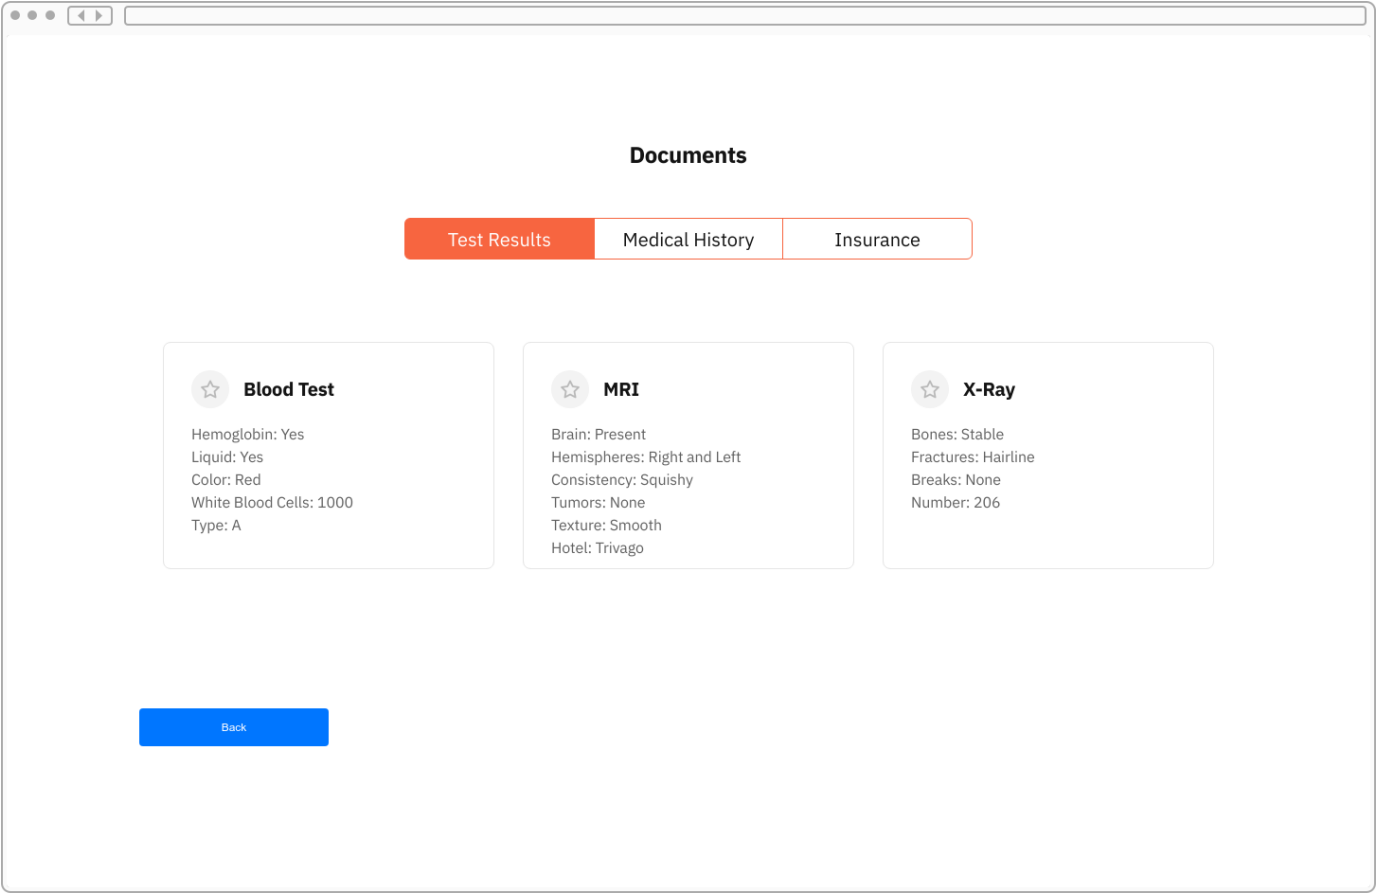 Documents
Test Results
Medical History
Insurance
Blood Test
Hemoglobin: Yes
Liquid: Yes
Color: Red
White Blood Cells: 1000
Type: A
MRI
Brain: Present
Hemispheres: Right and Left
Consistency: Squishy
Tumors: None
Texture: Smooth
Hotel: Trivago
X-Ray
Bones: Stable
Fractures: Hairline
Breaks: None
Number: 206
Back